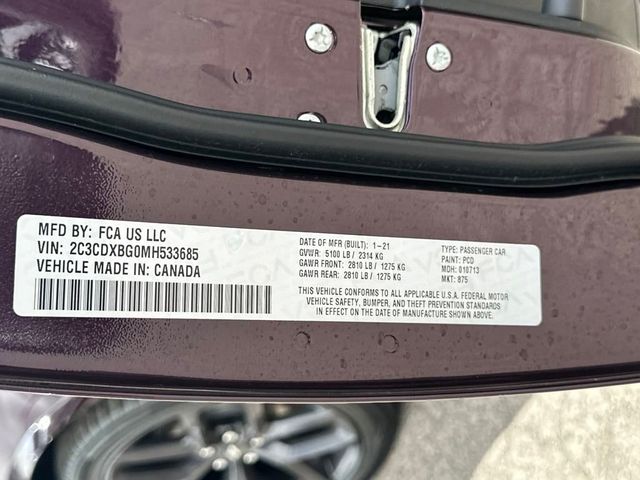 MFD BY: FCA US LLC
VIN: 2C3CDXBG0MH533685
VEHICLE MADE IN: CANADA
DATE OF MFR (BUILT): 1-21
GVWR: 5100 LB / 2314 KG
GAWR FRONT: 2810 LB / 1275 KG
GAWR REAR: 2810 LB / 1275 KG
TYPE: PASSENGER CAR
PAINT: PCD
MDH: 010713
MKT: 875
THIS VEHICLE CONFORMS TO ALL APPLICABLE U.S.A. FEDERAL MOTOR
VEHICLE SAFETY, BUMPER, AND THEFT PREVENTION STANDARDS
IN EFFECT ON THE DATE OF MANUFACTURE SHOWN ABOVE.